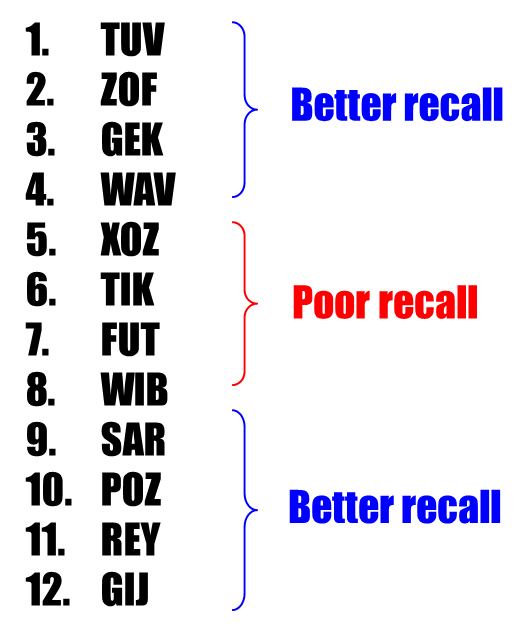 1. TUV
2. ZOF
3. GEK
4. WAV
Better recall
5. XOZ
6. TIK
7. FUT
8. WIB
Poor recall
9. SAR
10. POZ
11. REY
12. GIJ
Better recall